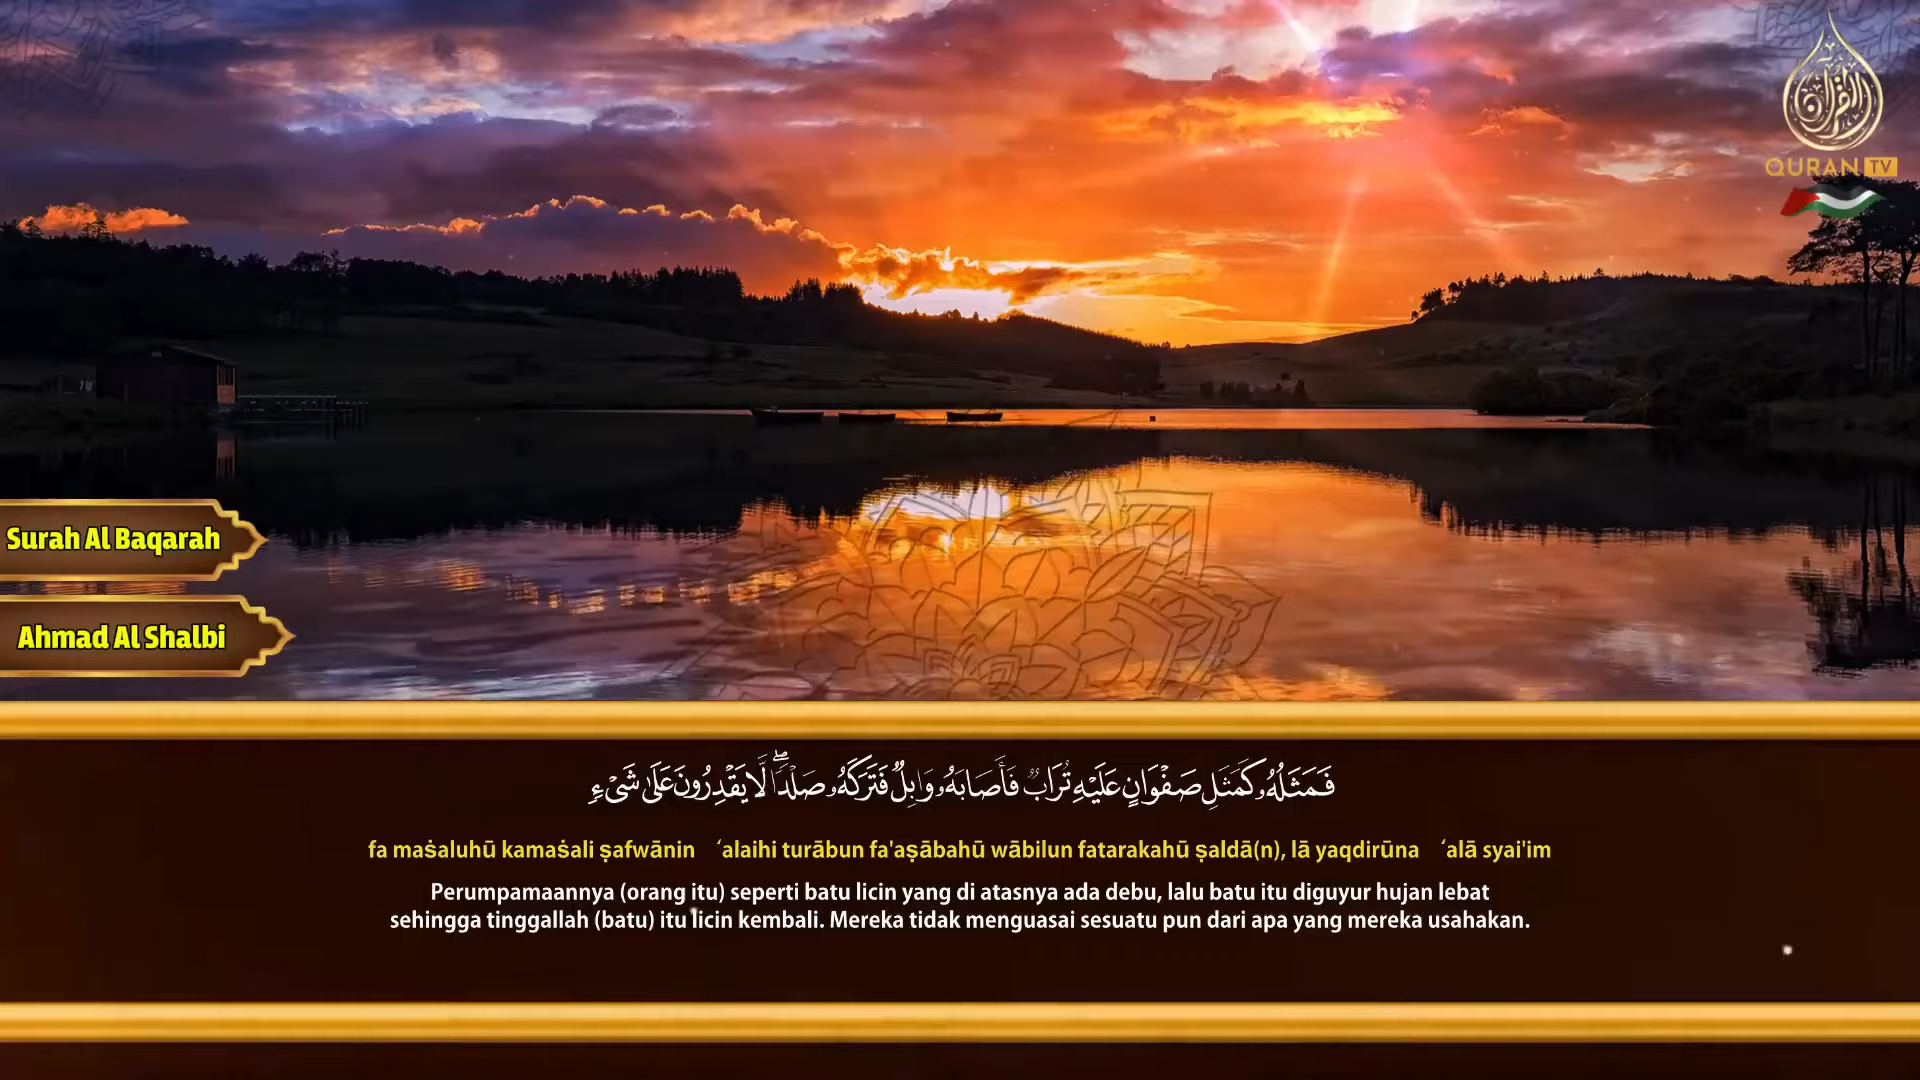 القرآن
QURAN TV
Surah Al Baqarah
Ahmad Al Shalbi
فَمَثَلُهُۥ كَمَثَلِ صَفْوَانٍ عَلَيْهِ تُرَابٌ فَأَصَابَهُۥ وَابِلٌ فَتَرَكَهُۥ صَلْدًا ۖ لَّا يَقْدِرُونَ عَلَىٰ شَىْءٍ
fa maṡaluhū kamaṡali ṣafwānin ‘alaihi turābun fa'aṣābahū wābilun fatarakahū ṣaldā(n), lā yaqdirūna ‘alā syai'im
Perumpamaannya (orang itu) seperti batu licin yang di atasnya ada debu, lalu batu itu diguyur hujan lebat
sehingga tinggallah (batu) itu licin kembali. Mereka tidak menguasai sesuatu pun dari apa yang mereka usahakan.